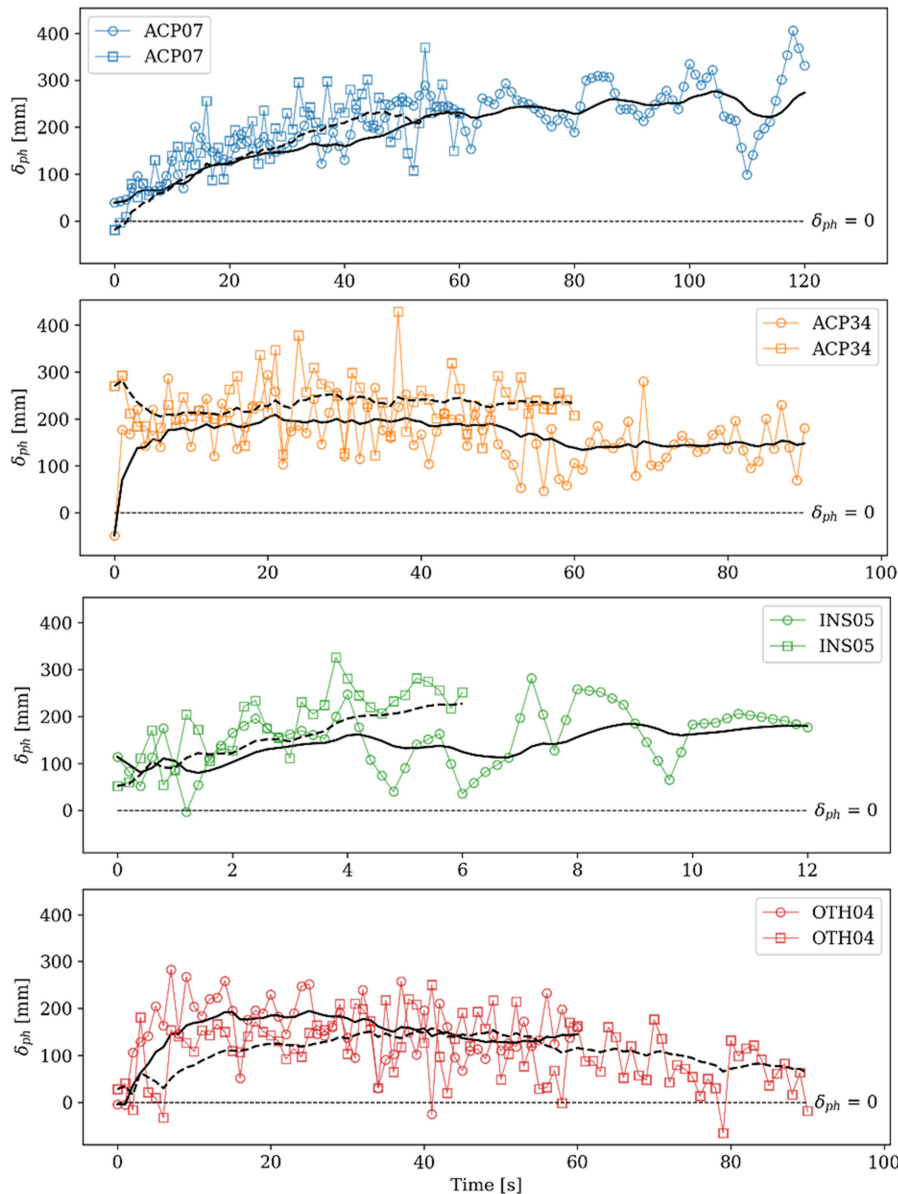 δph [mm]
400
300
200
100
0
ACP07
ACP07
δph = 0
0 20 40 60 80 100 120
δph [mm]
400
300
200
100
0
ACP34
ACP34
δph = 0
0 20 40 60 80 100
δph [mm]
400
300
200
100
0
INS05
INS05
δph = 0
0 2 4 6 8 10 12
δph [mm]
400
300
200
100
0
OTH04
OTH04
δph = 0
0 20 40 60 80 100
Time [s]